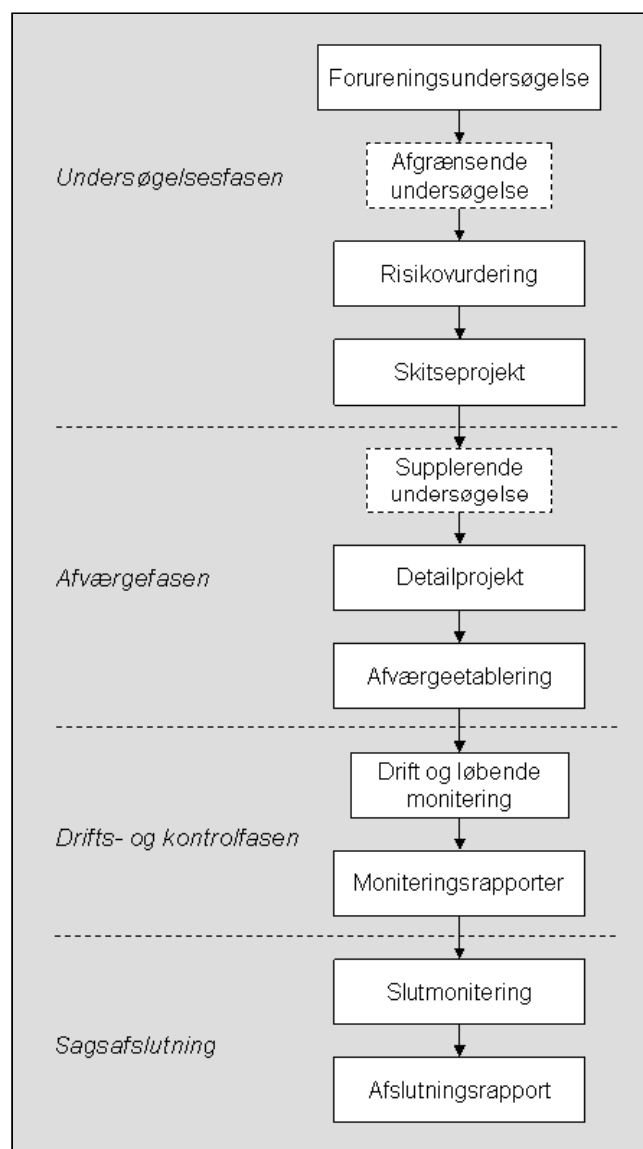 Forureningsundersøgelse
Undersøgelsesfasen
Afgrænsende
undersøgelse
Risikovurdering
Skitseprojekt
Supplerende
undersøgelse
Afværgefasen
Detailprojekt
Afværgeetablering
Drift og løbende
monitering
Drifts- og kontrolfasen
Moniteringsrapporter
Slutmonitering
Sagsafslutning
Afslutningsrapport